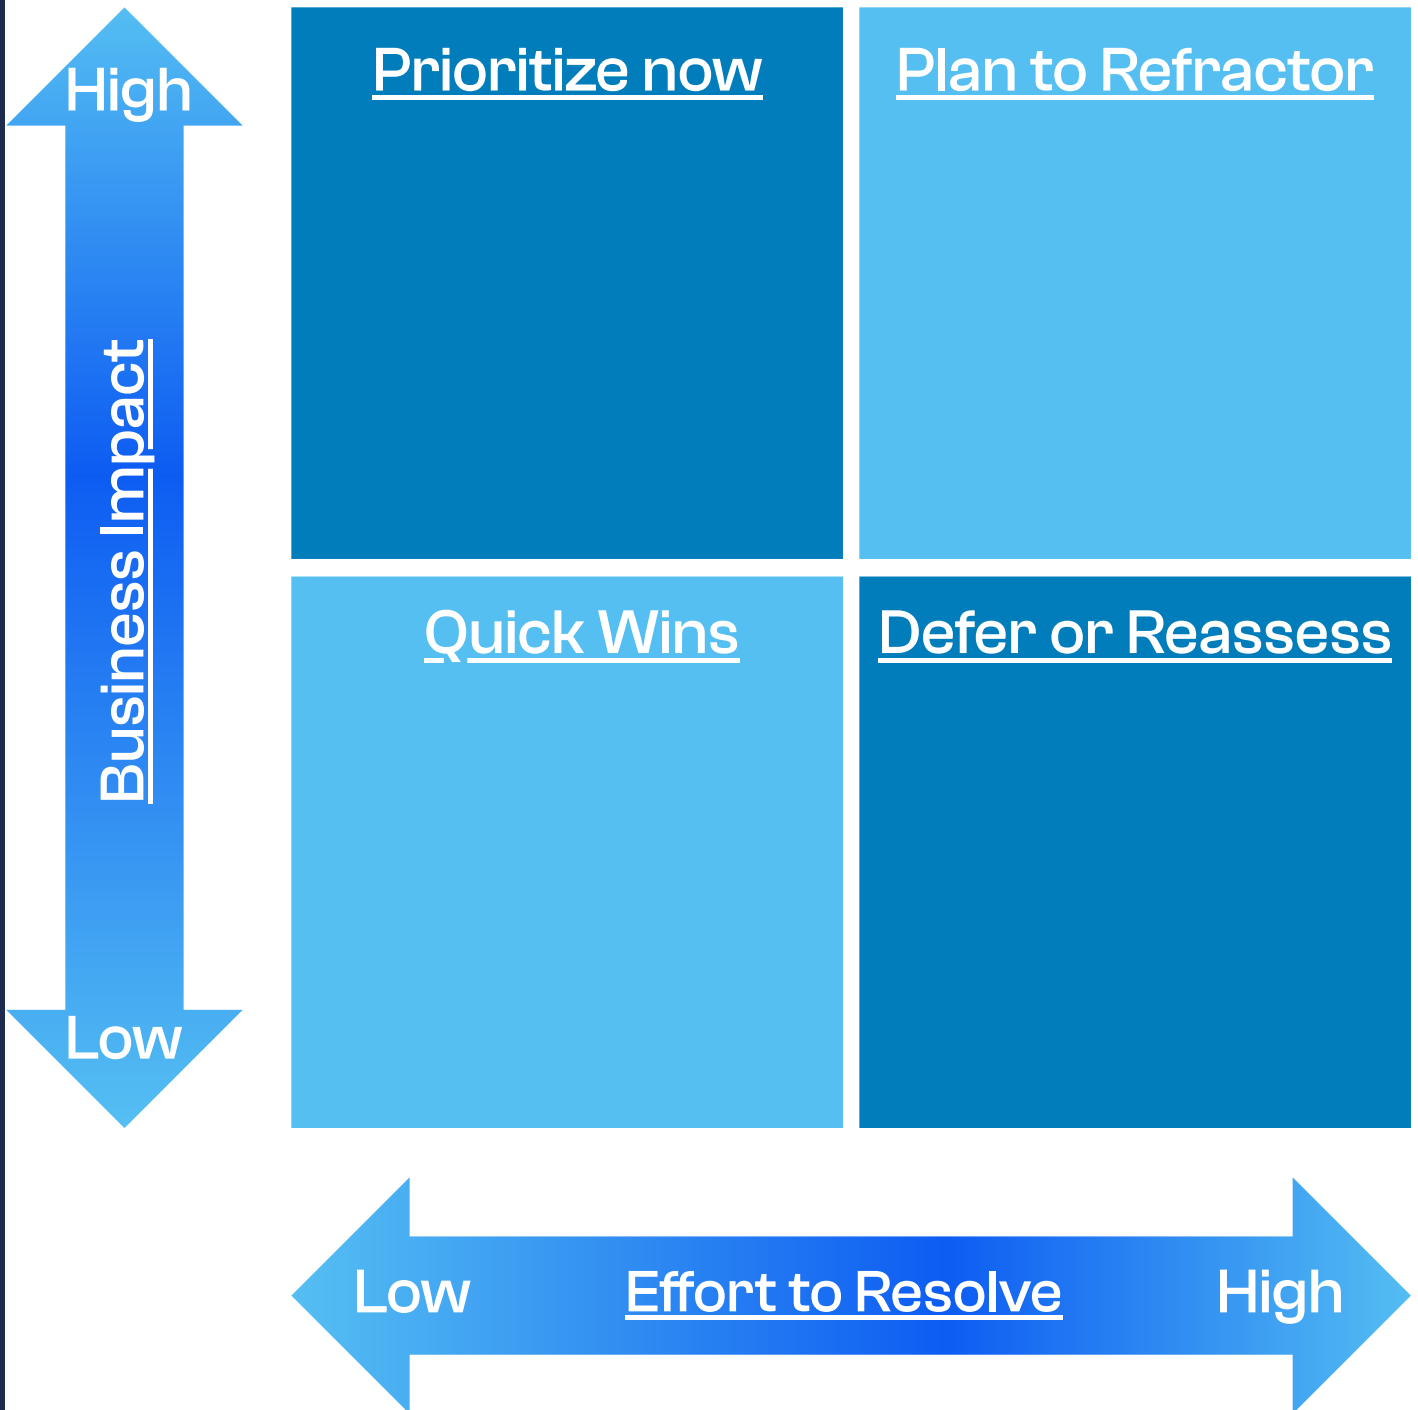 High
Prioritize now
Plan to Refractor
Business Impact
Quick Wins
Defer or Reassess
Low
Low
Effort to Resolve
High